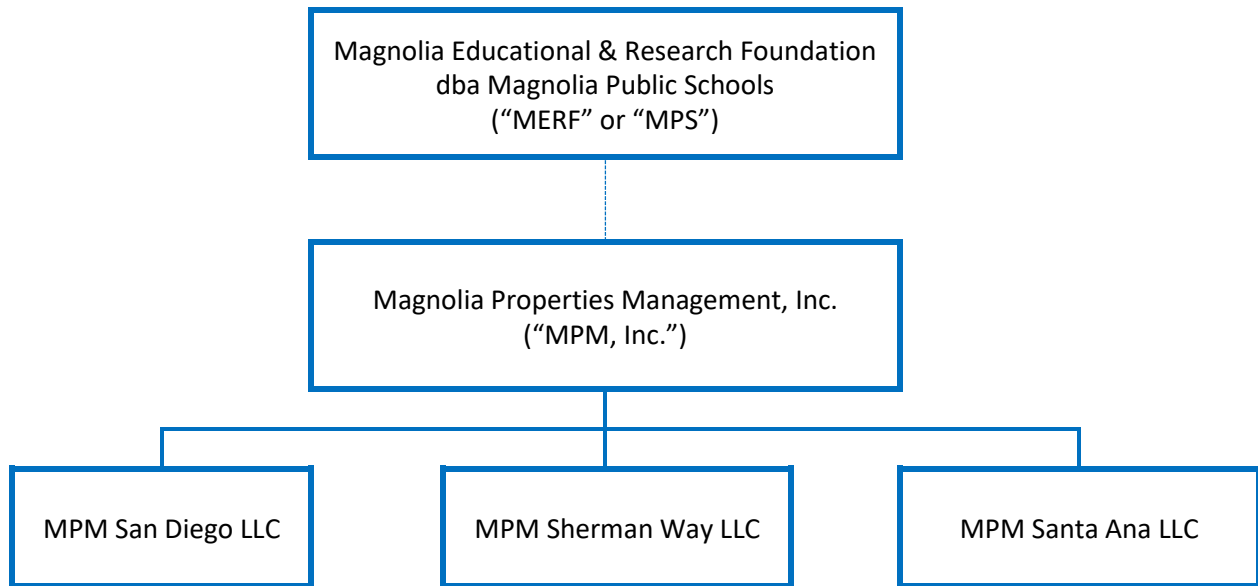 Magnolia Educational & Research Foundation
dba Magnolia Public Schools
(“MERF” or “MPS”)
Magnolia Properties Management, Inc.
(“MPM, Inc.”)
MPM San Diego LLC
MPM Sherman Way LLC
MPM Santa Ana LLC